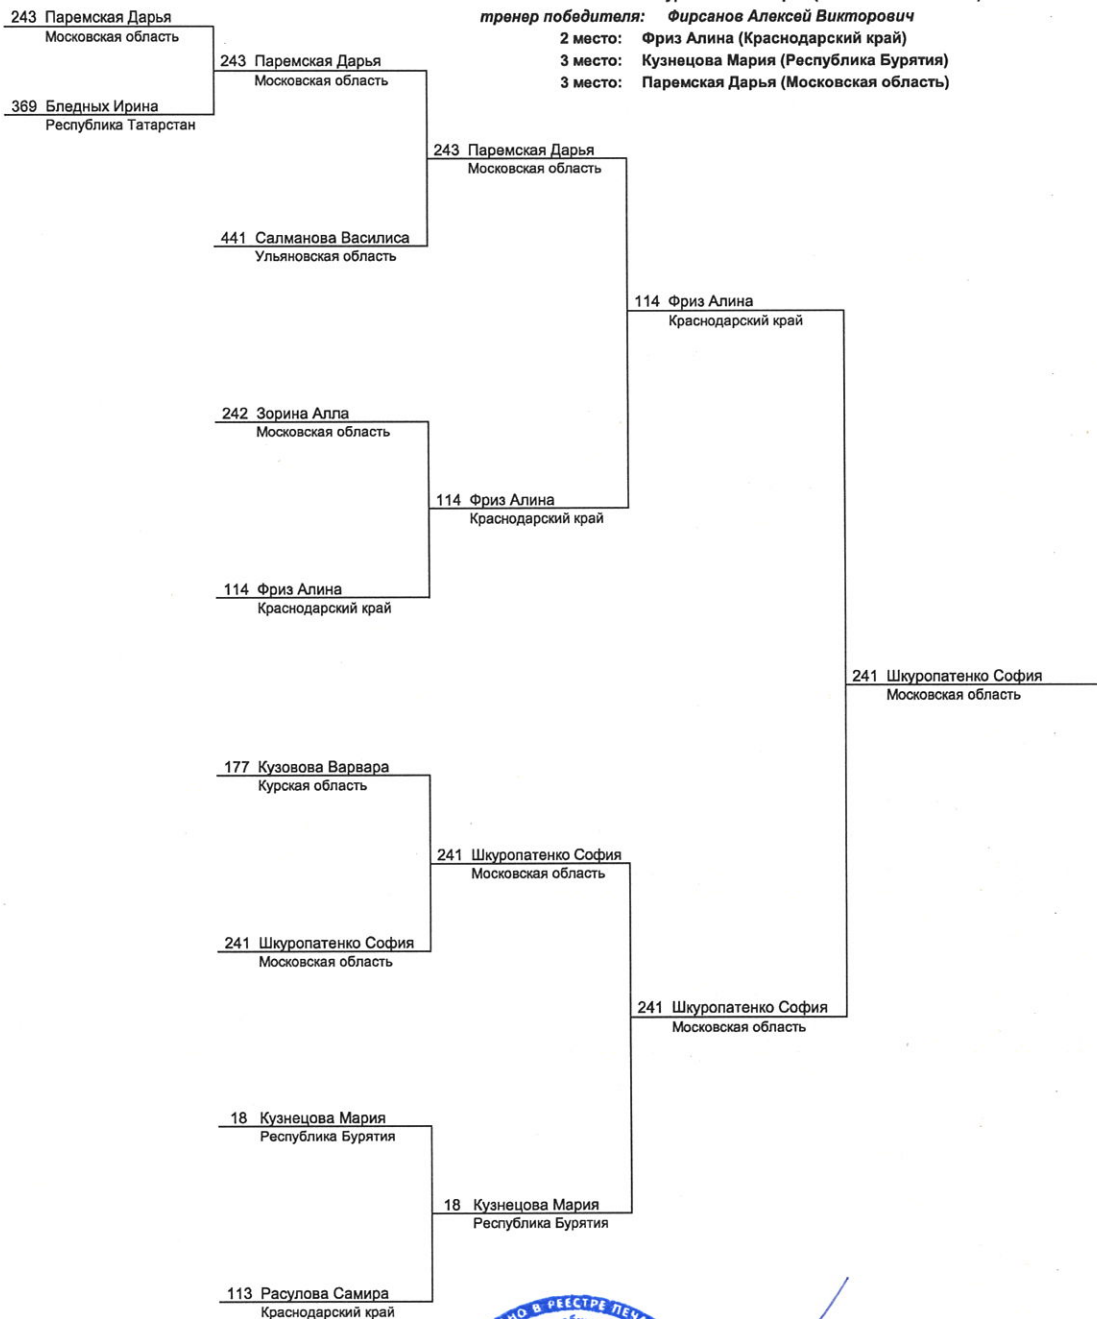 243 Паремская Дарья
Московская область
тренер победителя: Фирсанов Алексей Викторович
2 место: Фриз Алина (Краснодарский край)
3 место: Кузнецова Мария (Республика Бурятия)
3 место: Паремская Дарья (Московская область)
243 Паремская Дарья
Московская область
369 Бледных Ирина
Республика Татарстан
243 Паремская Дарья
Московская область
441 Салманова Василиса
Ульяновская область
114 Фриз Алина
Краснодарский край
242 Зорина Алла
Московская область
114 Фриз Алина
Краснодарский край
114 Фриз Алина
Краснодарский край
241 Шкуропатенко София
Московская область
177 Кузовова Варвара
Курская область
241 Шкуропатенко София
Московская область
241 Шкуропатенко София
Московская область
241 Шкуропатенко София
Московская область
18 Кузнецова Мария
Республика Бурятия
18 Кузнецова Мария
Республика Бурятия
113 Расулова Самира
Краснодарский край
В РЕЕСТРЕ